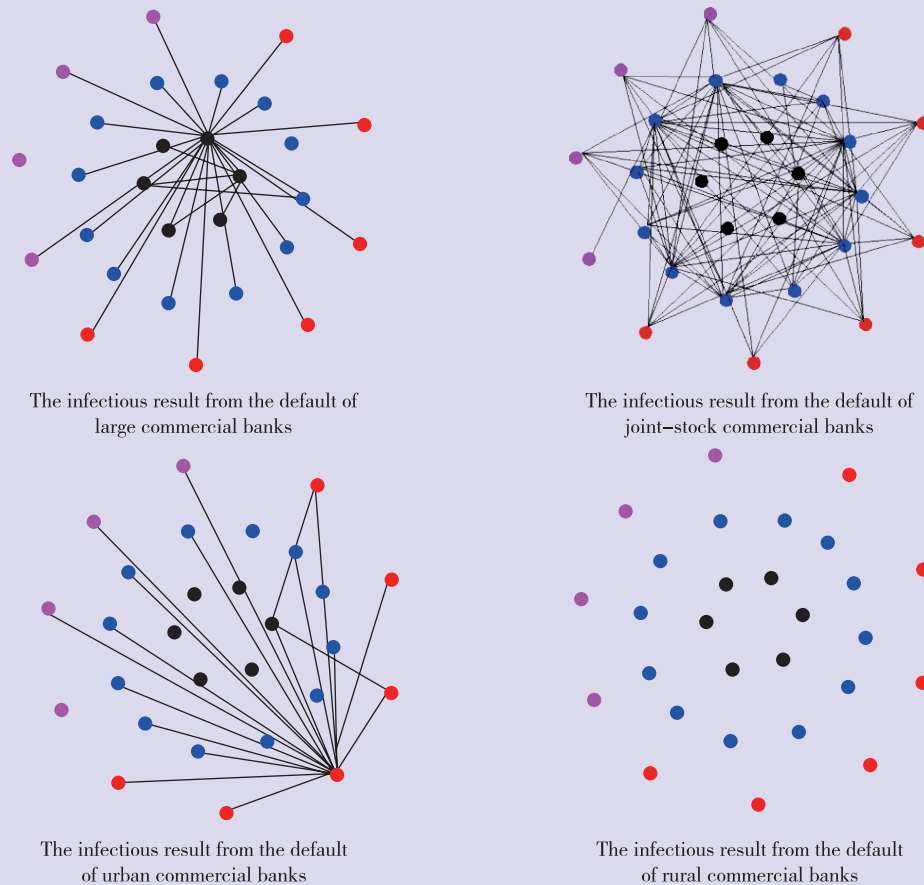 The infectious result from the default of
large commercial banks
The infectious result from the default of
joint-stock commercial banks
The infectious result from the default
of urban commercial banks
The infectious result from the default
of rural commercial banks